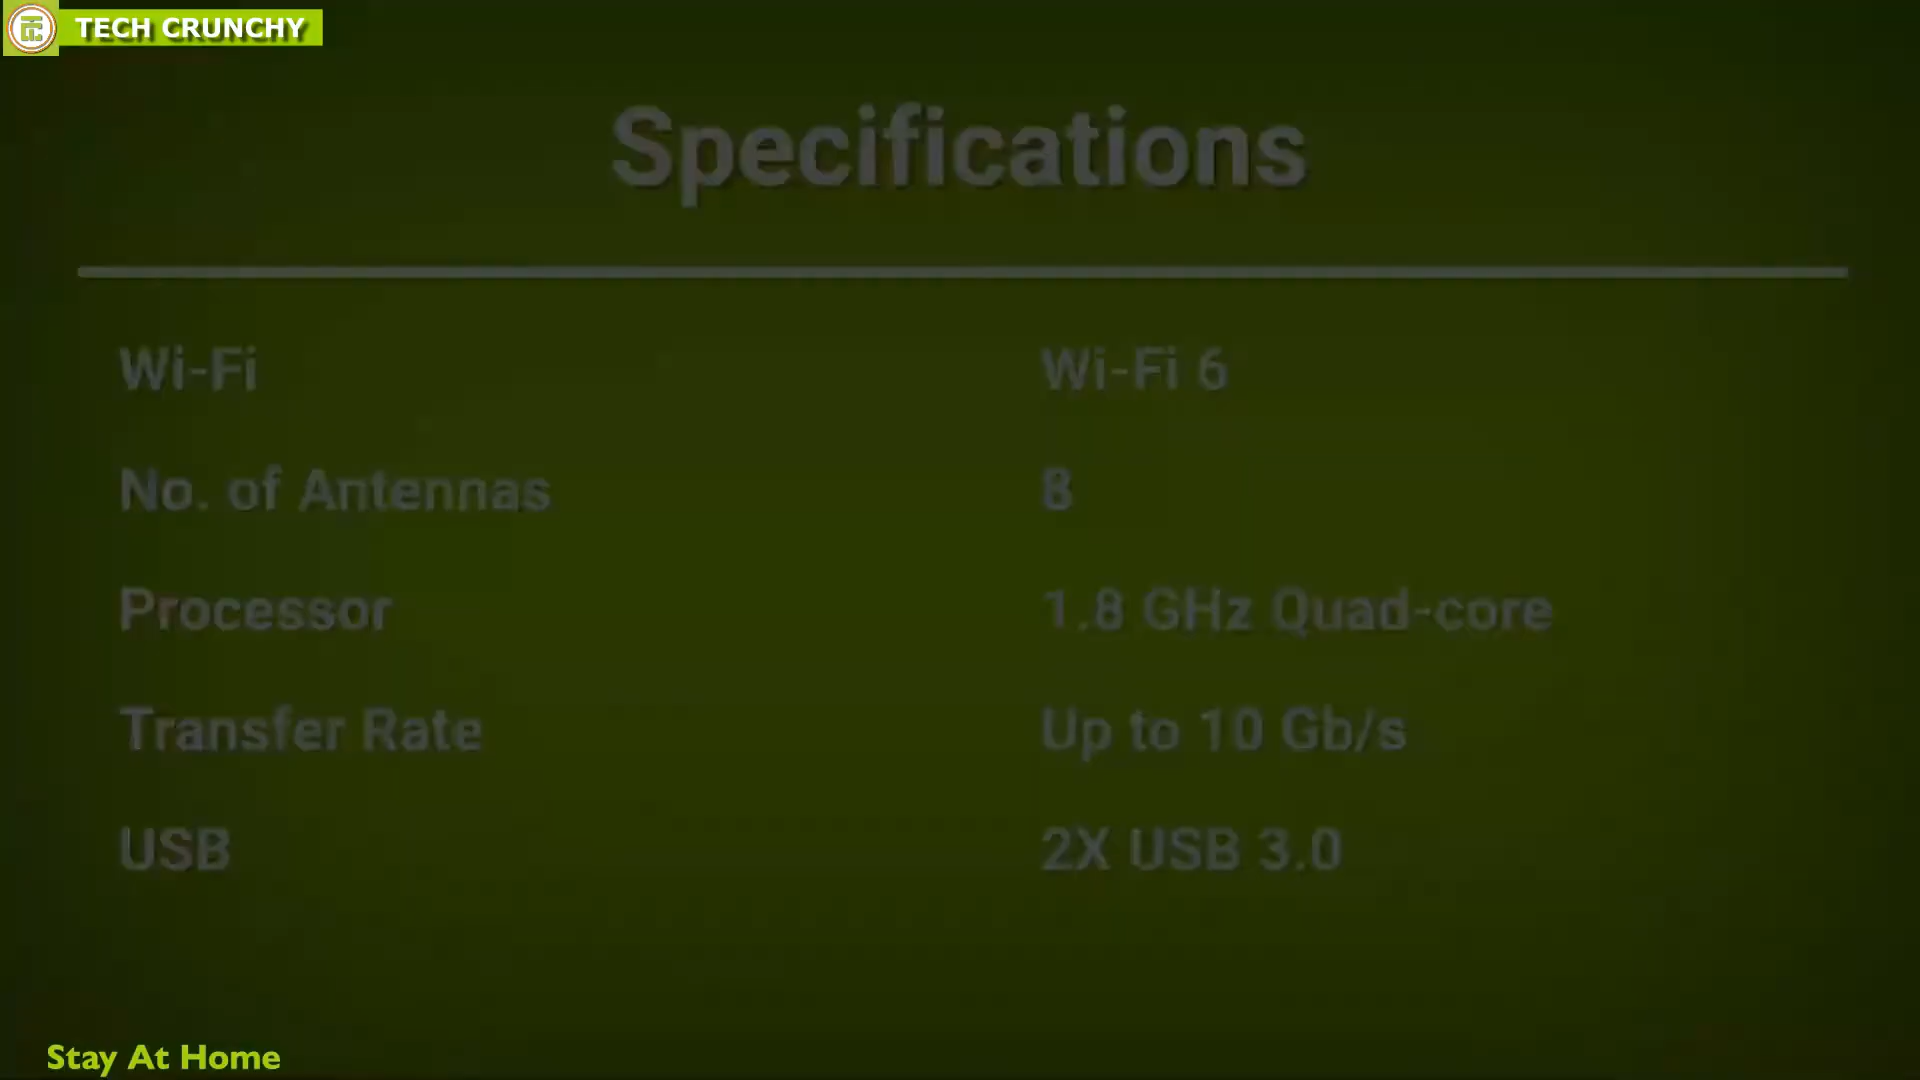 TECH CRUNCHY
Specifications
Wi-Fi Wi-Fi 6
No. of Antennas 8
Processor 1.8 GHz Quad-core
Transfer Rate Up to 10 Gb/s
USB 2X USB 3.0
Stay At Home